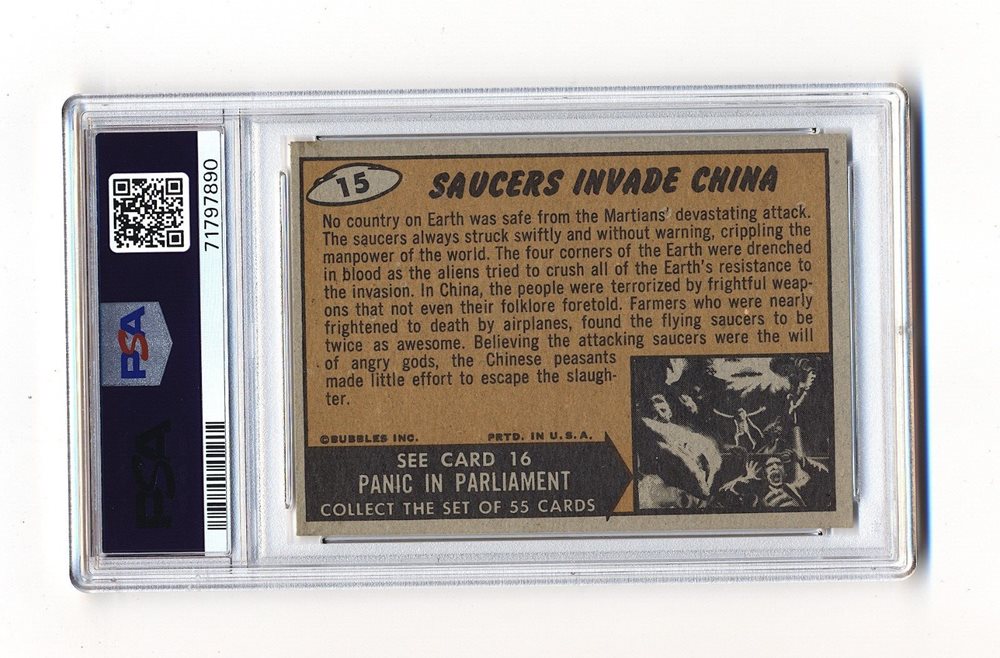 71797890
PSA
PSA
15
SAUCERS INVADE CHINA
No country on Earth was safe from the Martians' devastating attack.
The saucers always struck swiftly and without warning, crippling the
manpower of the world. The four corners of the Earth were drenched
in blood as the aliens tried to crush all of the Earth's resistance to
the invasion. In China, the people were terrorized by frightful weap-
ons that not even their folklore foretold. Farmers who were nearly
frightened to death by airplanes, found the flying saucers to be
twice as awesome. Believing the attacking saucers were the will
of angry gods, the Chinese peasants
made little effort to escape the slaugh-
ter.
©BUBBLES INC. PRTD. IN U.S.A.
SEE CARD 16
PANIC IN PARLIAMENT
COLLECT THE SET OF 55 CARDS